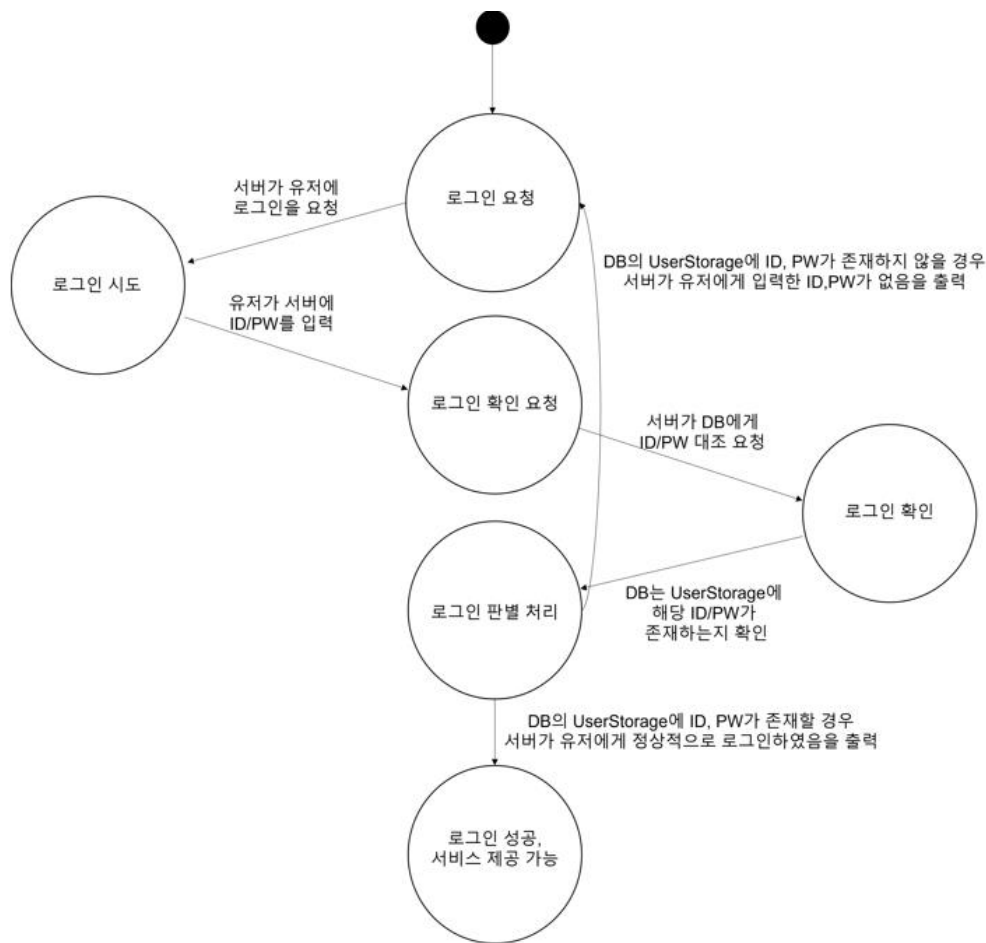 로그인 요청
서버가 유저에
로그인을 요청
로그인 시도
DB의 UserStorage에 ID, PW가 존재하지 않을 경우
서버가 유저에게 입력한 ID,PW가 없음을 출력
유저가 서버에
ID/PW를 입력
로그인 확인 요청
서버가 DB에게
ID/PW 대조 요청
로그인 확인
로그인 판별 처리
DB는 UserStorage에
해당 ID/PW가
존재하는지 확인
DB의 UserStorage에 ID, PW가 존재할 경우
서버가 유저에게 정상적으로 로그인하였음을 출력
로그인 성공,
서비스 제공 가능